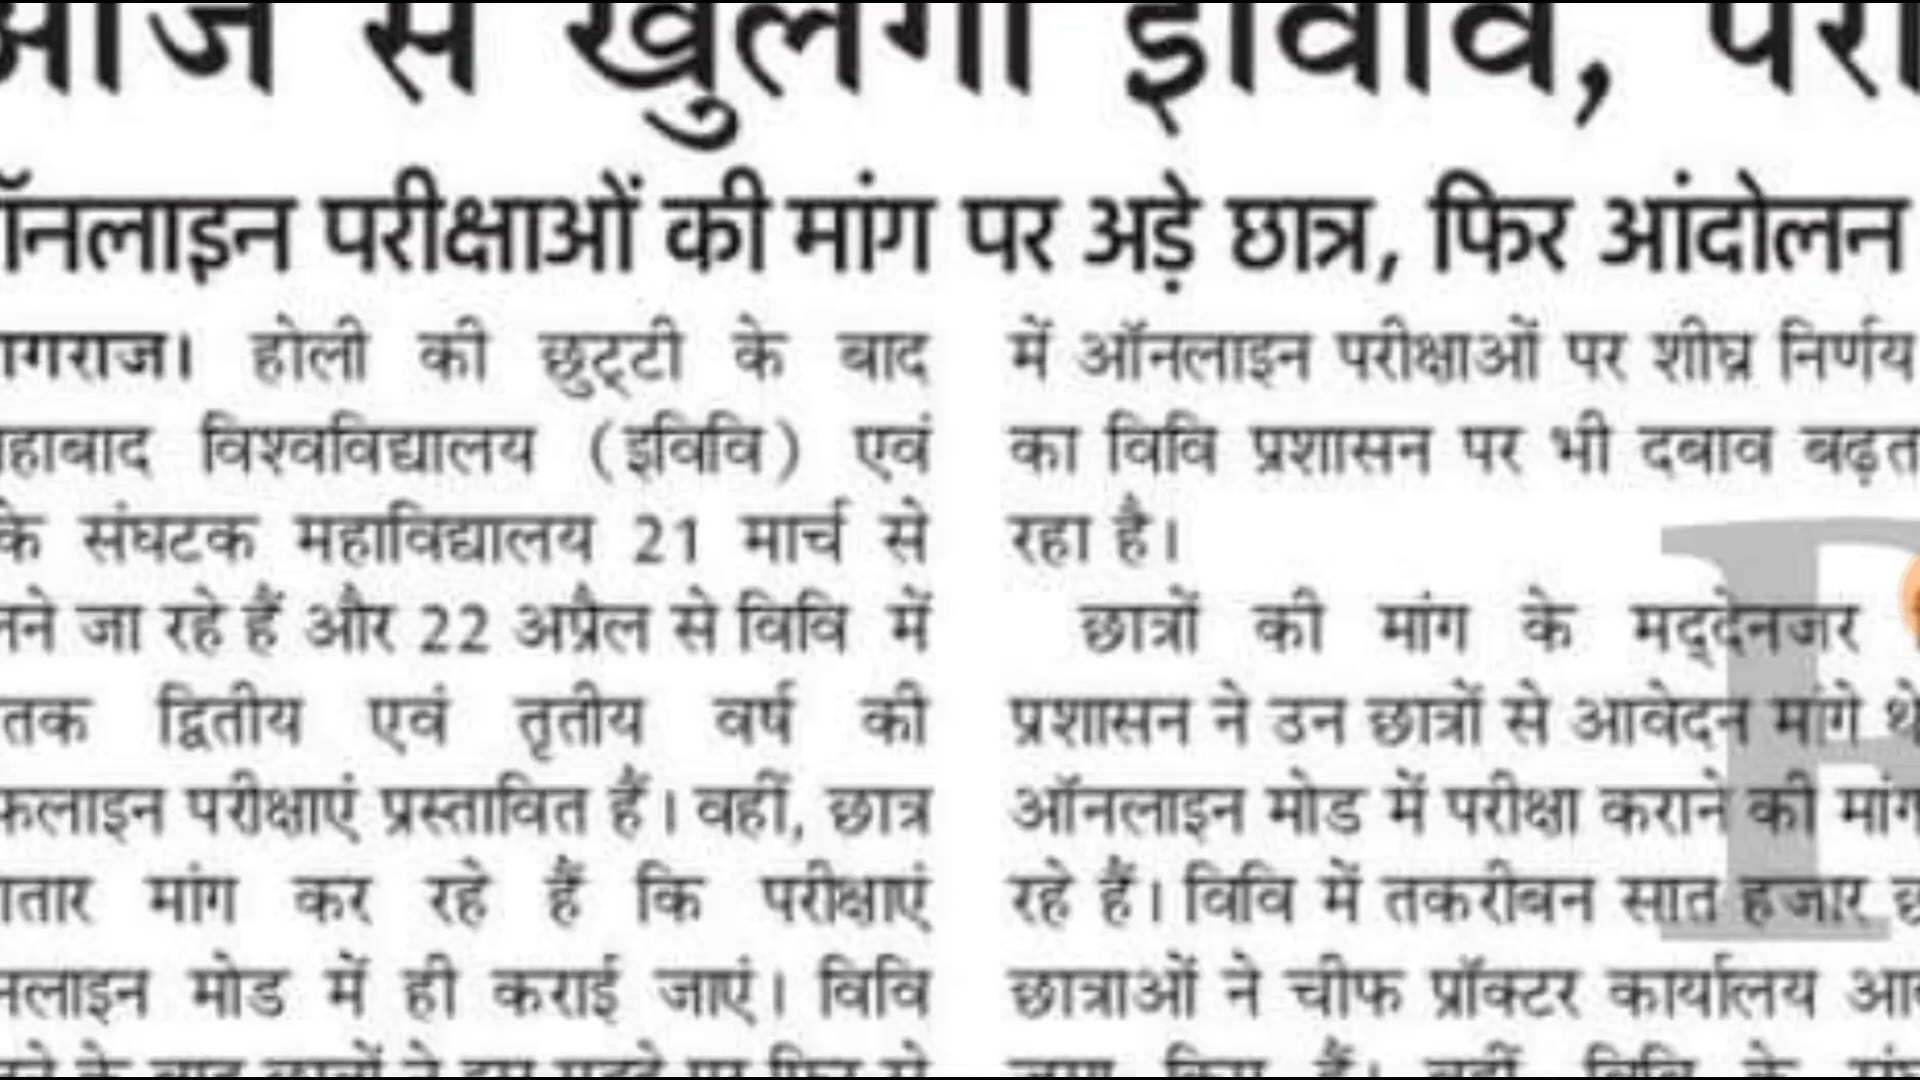 आज से खुलेगा इविवि, परी
ऑनलाइन परीक्षाओं की मांग पर अड़े छात्र, फिर आंदोलन
ागराज। होली की छुट्टी के बाद
ाहाबाद विश्वविद्यालय (इविवि) एवं
के संघटक महाविद्यालय 21 मार्च से
लने जा रहे हैं और 22 अप्रैल से विवि में
तक द्वितीय एवं तृतीय वर्ष की
फलाइन परीक्षाएं प्रस्तावित हैं। वहीं, छात्र
ातार मांग कर रहे हैं कि परीक्षाएं
नलाइन मोड में ही कराई जाएं। विवि
में ऑनलाइन परीक्षाओं पर शीघ्र निर्णय
का विवि प्रशासन पर भी दबाव बढ़त
रहा है।
छात्रों की मांग के मद्देनजर
प्रशासन ने उन छात्रों से आवेदन मांगे थे
ऑनलाइन मोड में परीक्षा कराने की मांग
रहे हैं। विवि में तकरीबन सात हजार छ
छात्राओं ने चीफ प्रॉक्टर कार्यालय आ